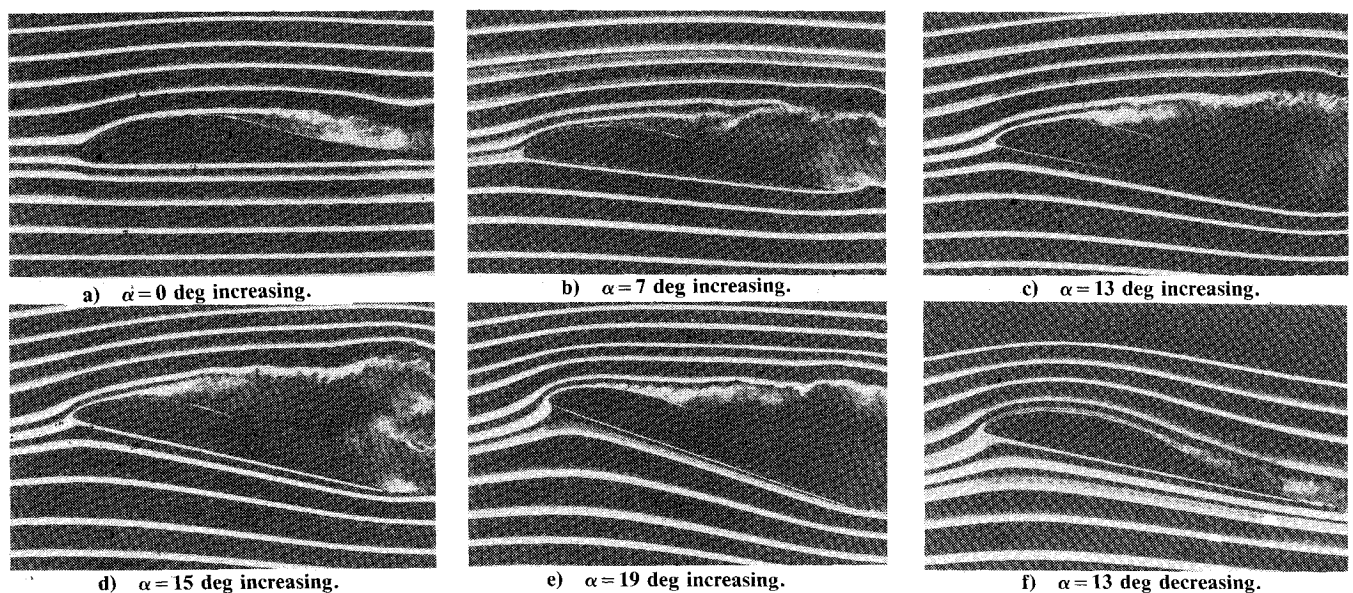 a) α=0 deg increasing.
b) α=7 deg increasing.
c) α=13 deg increasing.
d) α=15 deg increasing.
e) α=19 deg increasing.
f) α=13 deg decreasing.